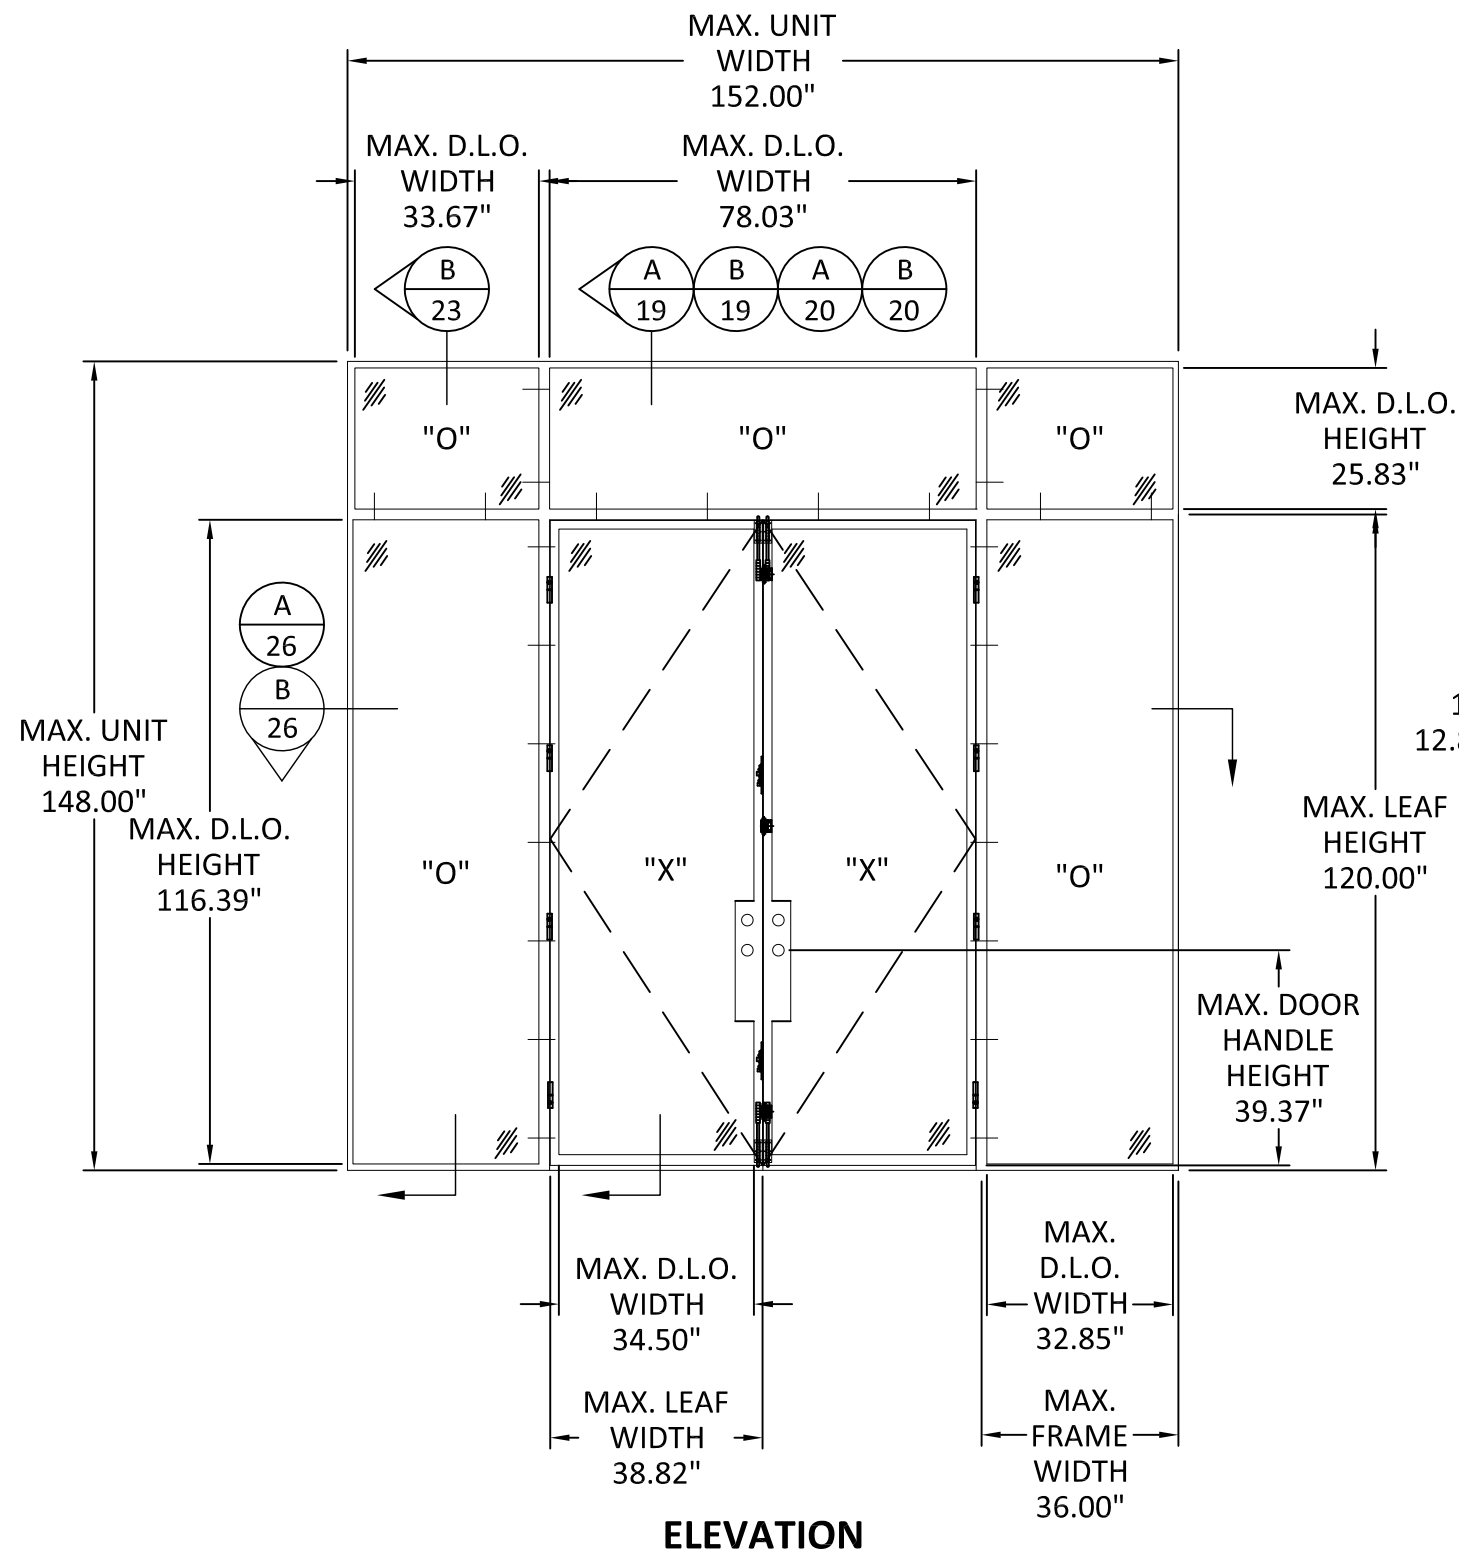 MAX. UNIT
WIDTH
152.00"
MAX. D.L.O.
WIDTH
33.67"
MAX. D.L.O.
WIDTH
78.03"
B
23
A
19
B
19
A
20
B
20
"O"
"O"
"O"
MAX. D.L.O.
HEIGHT
25.83"
A
26
B
26
MAX. UNIT
HEIGHT
148.00"
MAX. D.L.O.
HEIGHT
116.39"
"O"
"X"
"X"
"O"
MAX. LEAF
HEIGHT
120.00"
MAX. DOOR
HANDLE
HEIGHT
39.37"
MAX. D.L.O.
WIDTH
34.50"
MAX.
D.L.O.
WIDTH
32.85"
MAX. LEAF
WIDTH
38.82"
MAX.
FRAME
WIDTH
36.00"
ELEVATION